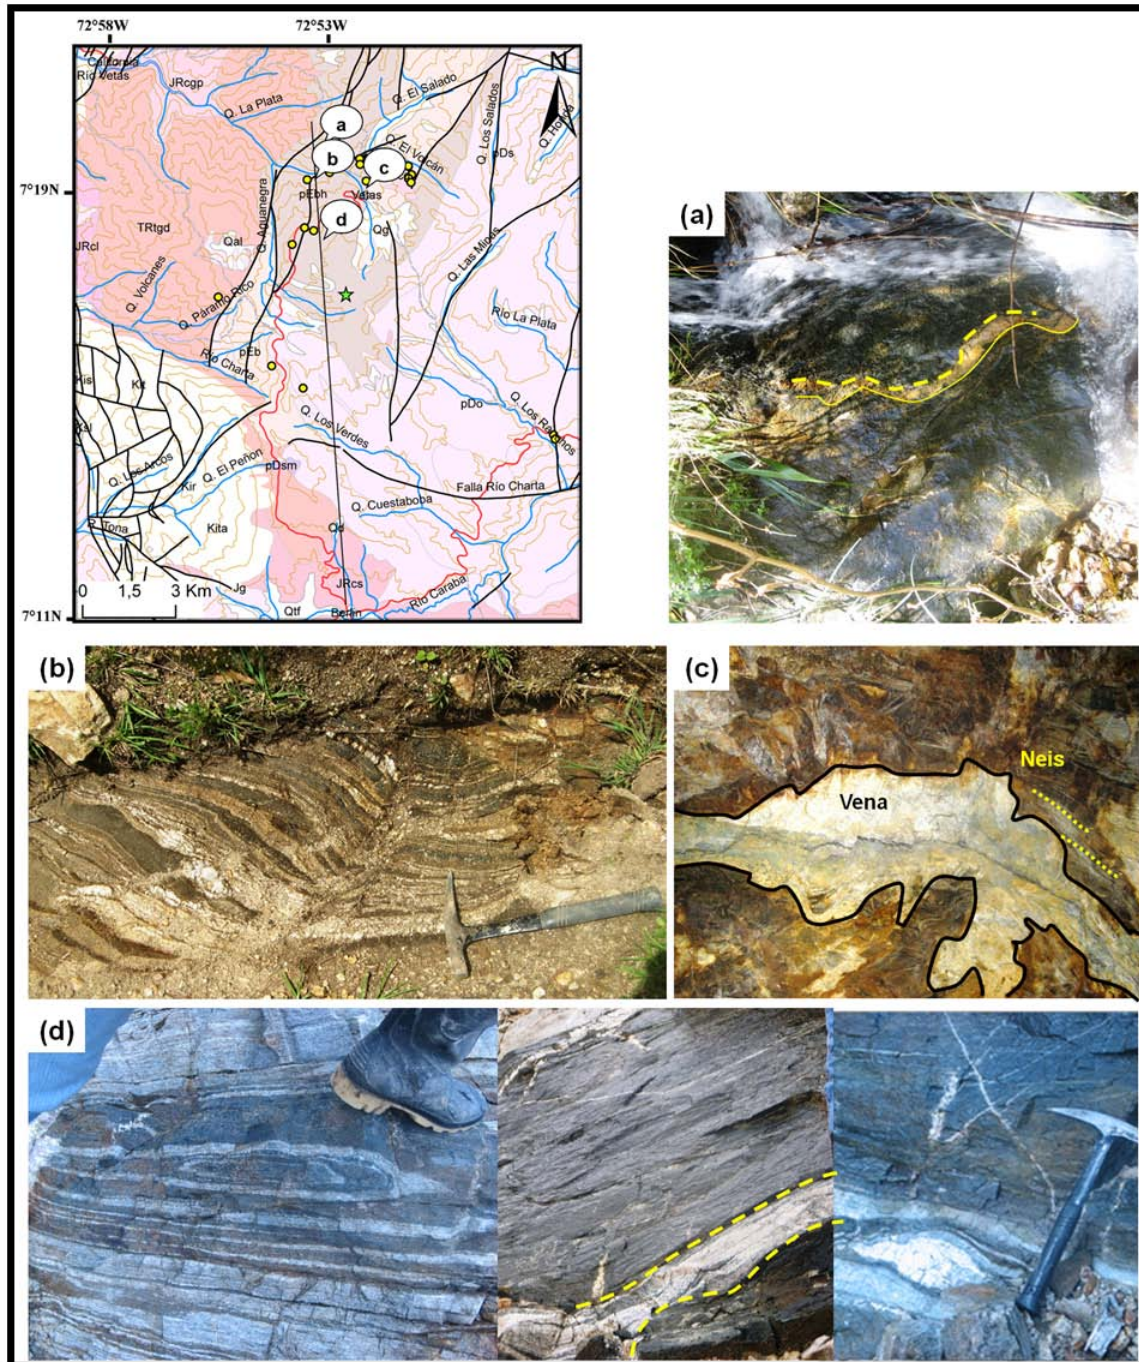 72°58W
72°53W
California
Río Vetas
JRcgp
Q. La Plata
Q. El Salado
N
Q. Los Salados
Q. Honda
pDs
a
b
c
Q. El Volcán
7°19N
pEbh
Vetas
d
Q. Aguanegra
TRtgd
Qal
Qg
JRcl
Q. Las Minas
Q. Volcanes
Q. Páramo Rico
Río La Plata
pEb
Río Charta
Kis
Kit
pDo
Q. Los Verdes
pDsm
Q. Los Arcos
Q. El Peñon
Kir
Falla Río Charta
Q. Cuestaboba
R. Tona
Kita
Qd
0 1,5 3 Km
Jg
JRcs
Río Caraba
7°11N
Qtf
Berlín
(a)
(b)
(c)
Neis
Vena
(d)